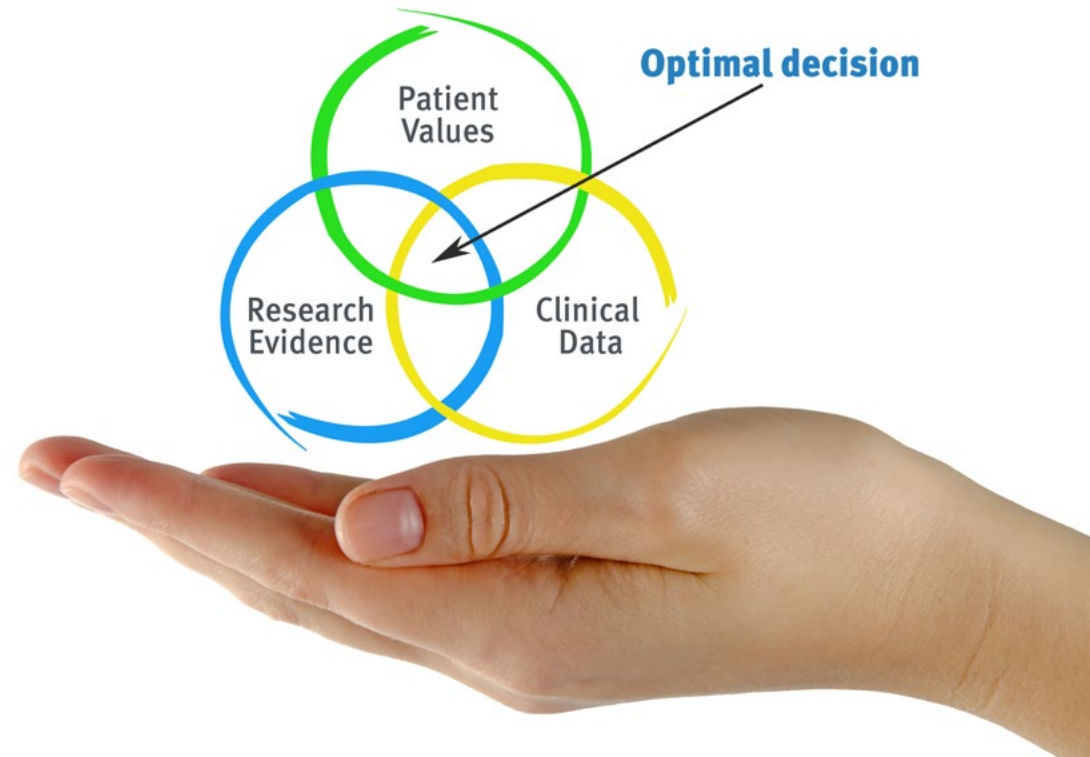 Optimal decision
Patient
Values
Research
Evidence
Clinical
Data